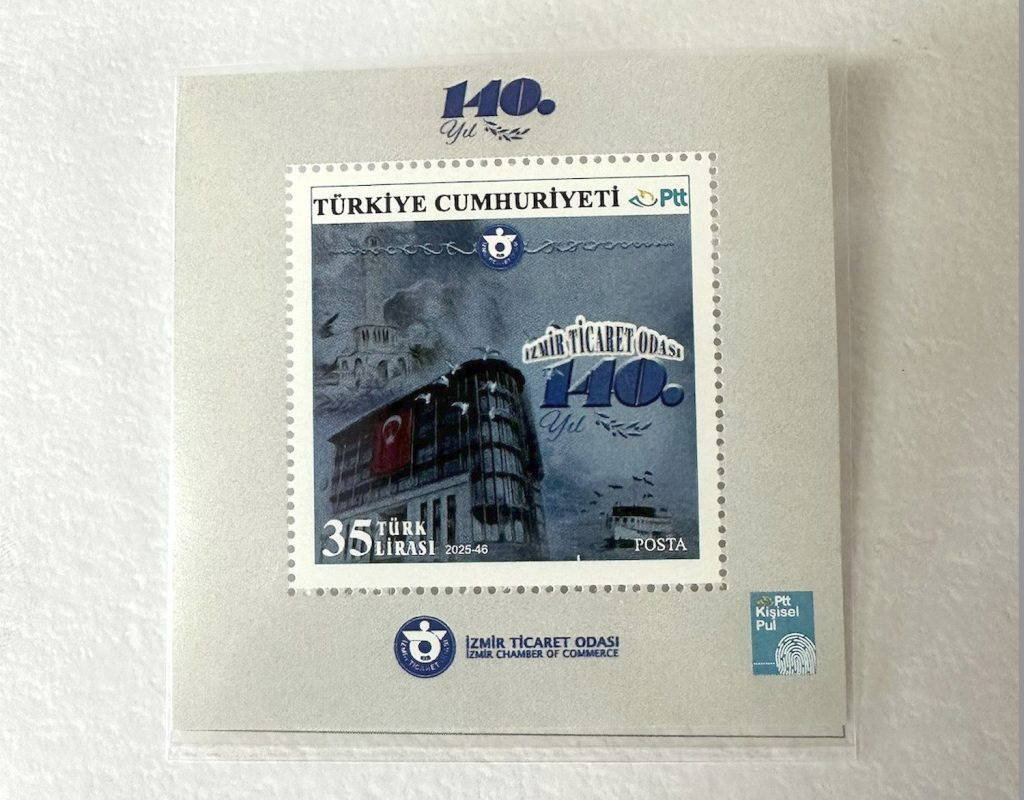 140.
Yıl
TÜRKİYE CUMHURİYETİ Ptt
İZMİR TİCARET ODASI
140.
Yıl
35 TÜRK
LİRASI 2025-46
POSTA
İZMİR TİCARET ODASI
İZMİR CHAMBER OF COMMERCE
Ptt
Kişisel
Pul